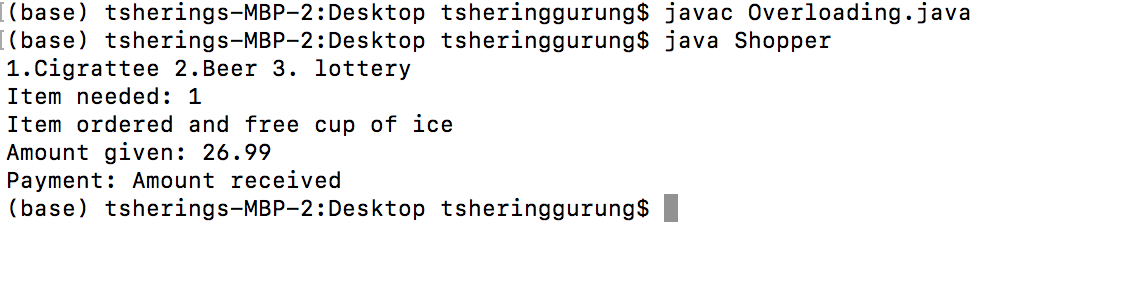 (base) tsherings-MBP-2:Desktop tsheringgurung$ javac Overloading.java
(base) tsherings-MBP-2:Desktop tsheringgurung$ java Shopper
1.Cigrattee 2.Beer 3. lottery
Item needed: 1
Item ordered and free cup of ice
Amount given: 26.99
Payment: Amount received
(base) tsherings-MBP-2:Desktop tsheringgurung$